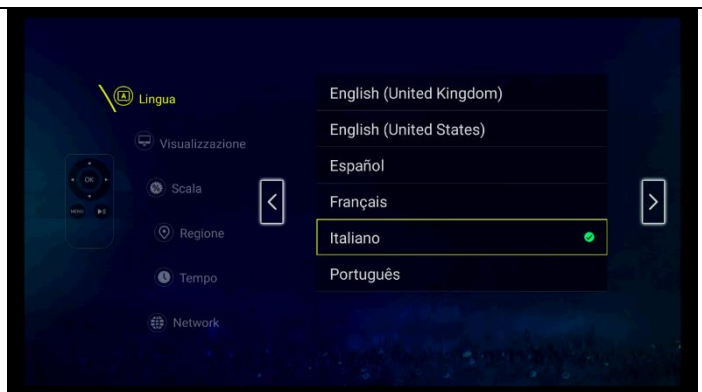 Lingua
Visualizzazione
Scala
Regione
Tempo
Network
OK
MENU
English (United Kingdom)
English (United States)
Español
Français
Italiano
Português